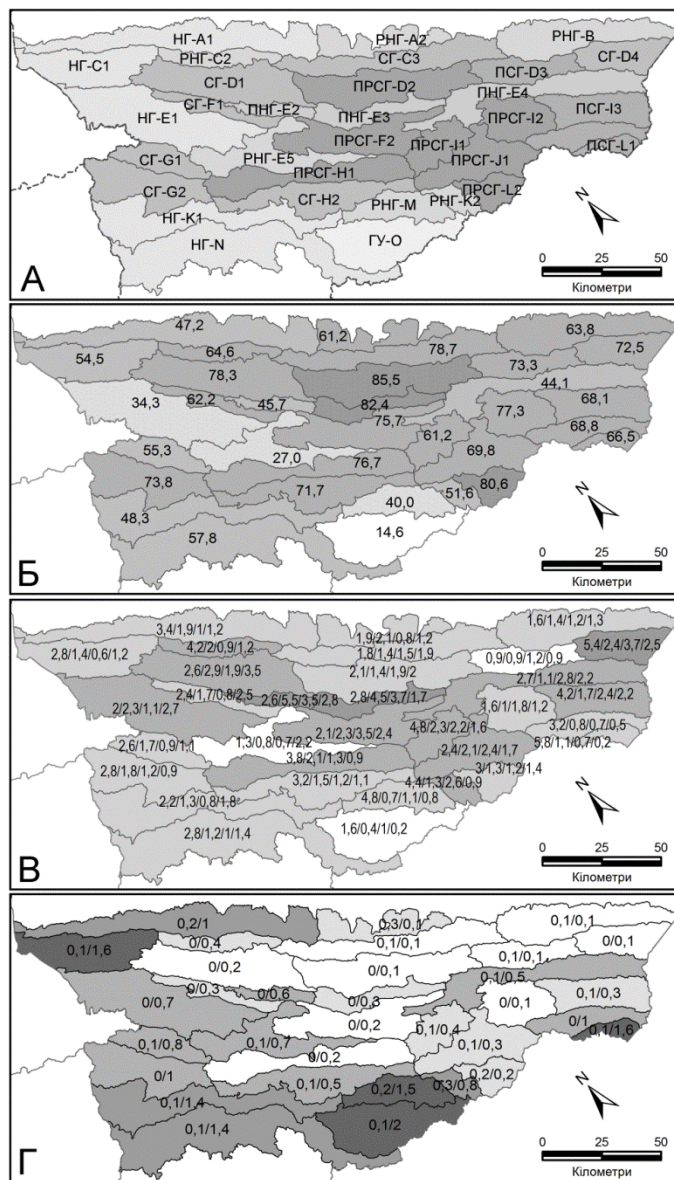 НГ-A1
РНГ-A2
РНГ-B
НГ-C1
РНГ-C2
СГ-C3
СГ-D4
СГ-D1
ПРСГ-D2
ПСГ-D3
НГ-E1
СГ-F1
ПНГ-E2
ПНГ-E3
ПНГ-E4
ПРСГ-I2
ПСГ-I3
СГ-G1
РНГ-E5
ПРСГ-F2
ПРСГ-I1
ПРСГ-J1
ПСГ-L1
СГ-G2
ПРСГ-H1
СГ-H2
РНГ-M
РНГ-K2
ПРСГ-L2
НГ-K1
НГ-N
ГУ-O
N
0 25 50
Кілометри
А
47,2
61,2
63,8
54,5
64,6
78,7
72,5
78,3
85,5
73,3
44,1
34,3
62,2
45,7
82,4
75,7
77,3
68,1
55,3
27,0
76,7
61,2
69,8
68,8
66,5
73,8
71,7
40,0
51,6
80,6
48,3
57,8
14,6
N
0 25 50
Кілометри
Б
3,4/1,9/1/1,2
1,9/2,1/0,8/1,2
1,6/1,4/1,2/1,3
2,8/1,4/0,6/1,2
4,2/2/0,9/1,2
1,8/1,4/1,5/1,9
0,9/0,9/1,2/0,9
5,4/2,4/3,7/2,5
2,6/2,9/1,9/3,5
2,1/1,4/1,9/2
2,7/1,1/2,8/2,2
2/2,3/1,1/2,7
2,4/1,7/0,8/2,5
2,6/5,5/3,5/2,8
2,8/4,5/3,7/1,7
1,6/1/1,8/1,2
4,2/1,7/2,4/2,2
2,6/1,7/0,9/1,1
1,3/0,8/0,7/2,2
2,1/2,3/3,5/2,4
4,8/2,3/2,2/1,6
3,2/0,8/0,7/0,5
3,8/2,1/1,3/0,9
2,4/2,1/2,4/1,7
5,8/1,1/0,7/0,2
2,8/1,8/1,2/0,9
3,2/1,5/1,2/1,1
3/1,3/1,2/1,4
4,4/1,3/2,6/0,9
2,2/1,3/0,8/1,8
4,8/0,7/1,1/0,8
2,8/1,2/1/1,4
1,6/0,4/1/0,2
N
0 25 50
Кілометри
В
0,2/1
0,3/0,1
0,1/0,1
0,1/1,6
0/0,4
0,1/0,1
0/0,1
0/0,2
0/0,1
0,1/0,1
0,1/0,5
0/0,7
0/0,3
0/0,6
0/0,3
0/0,1
0,1/0,3
0,1/0,8
0,1/0,7
0/0,2
0,1/0,4
0/1
0,1/1,6
0/0,2
0,1/0,3
0/1
0,1/0,5
0,2/1,5
0,3/0,8
0,2/0,2
0,1/1,4
0,1/1,4
0,1/2
N
0 25 50
Кілометри
Г